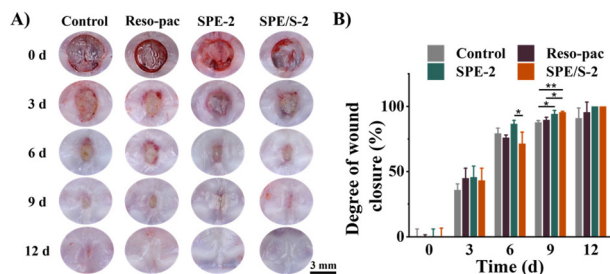 A)
Control Reso-pac SPE-2 SPE/S-2
0 d
3 d
6 d
9 d
12 d
3 mm
B)
Control Reso-pac
SPE-2 SPE/S-2
Degree of wound
closure (%)
100
50
0
* ** * *
0 3 6 9 12
Time (d)